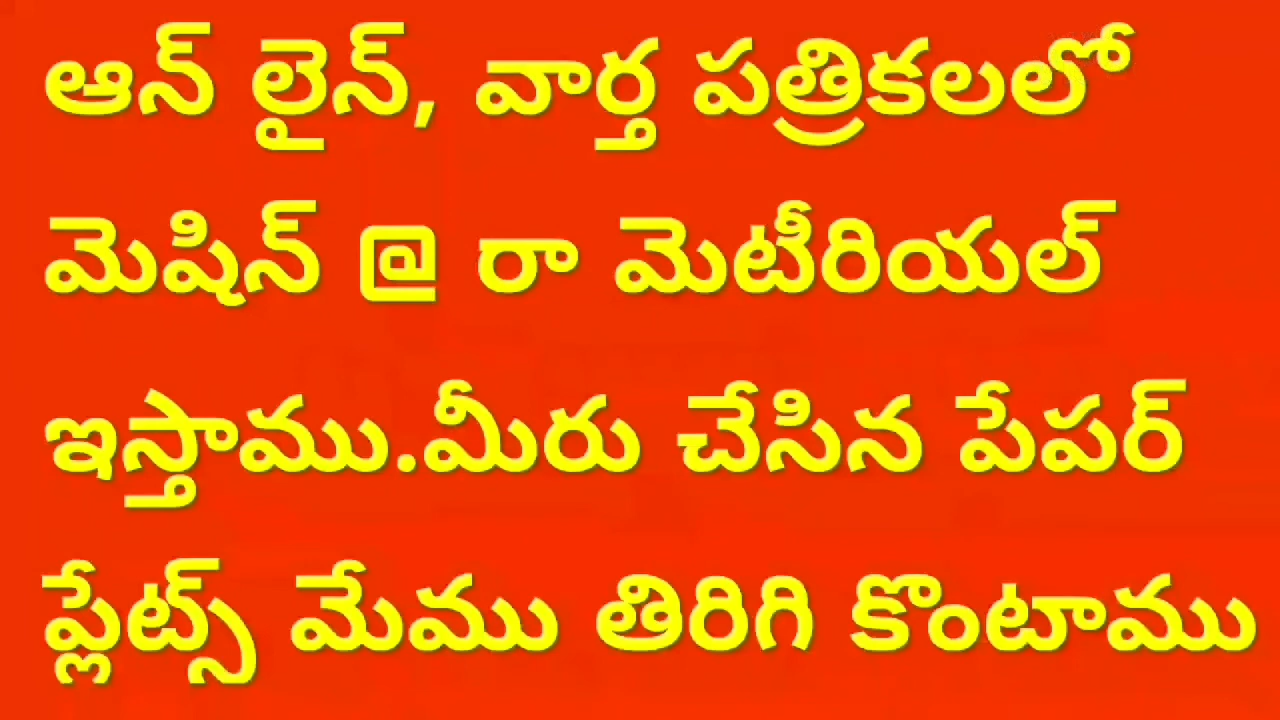 ఆన్ లైన్, వార్త పత్రికలలో
మెషిన్ @ రా మెటీరియల్
ఇస్తాము.మీరు చేసిన పేపర్
ప్లేట్స్ మేము తిరిగి కొంటాము